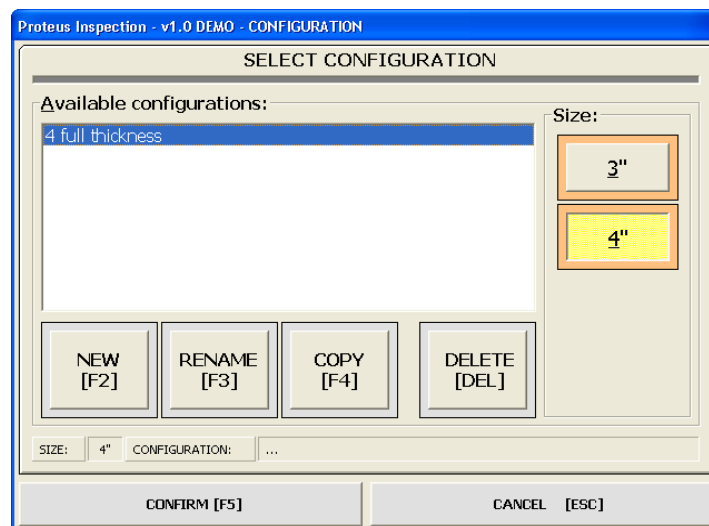 Proteus Inspection - v1.0 DEMO - CONFIGURATION
SELECT CONFIGURATION
Available configurations:
4 full thickness
Size:
3"
4"
NEW
[F2]
RENAME
[F3]
COPY
[F4]
DELETE
[DEL]
SIZE: 4" CONFIGURATION: ...
CONFIRM [F5]
CANCEL [ESC]